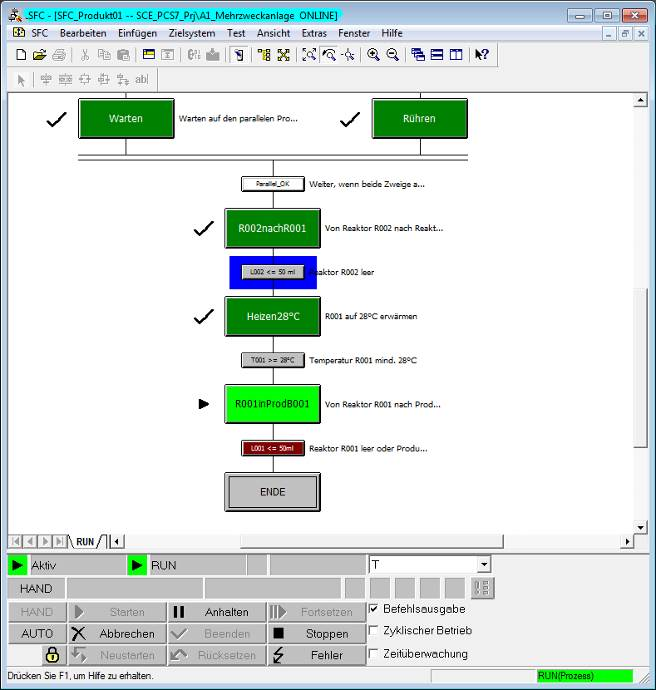 SFC - [SFC_Produkt01 -- SCE_PCS7_Prj\A1_Mehrzweckanlage ONLINE]
SFC Bearbeiten Einfügen Zielsystem Test Ansicht Extras Fenster Hilfe
ab|
Warten Warten auf den parallelen Pro... Rühren
Parallel_OK Weiter, wenn beide Zweige a...
R002nachR001 Von Reaktor R002 nach Reakt...
L002 <= 50 ml Reaktor R002 leer
Heizen28°C R001 auf 28°C erwärmen
T001 >= 28°C Temperatur R001 mind. 28°C
R001inProdB001 Von Reaktor R001 nach Prod...
L001 <= 50ml Reaktor R001 leer oder Produ...
ENDE
RUN
Aktiv RUN T
HAND
HAND Starten Anhalten Fortsetzen Befehlsausgabe
AUTO Abbrechen Beenden Stoppen Zyklischer Betrieb
Neustarten Rücksetzen Fehler Zeitüberwachung
Drücken Sie F1, um Hilfe zu erhalten. RUN(Prozess)